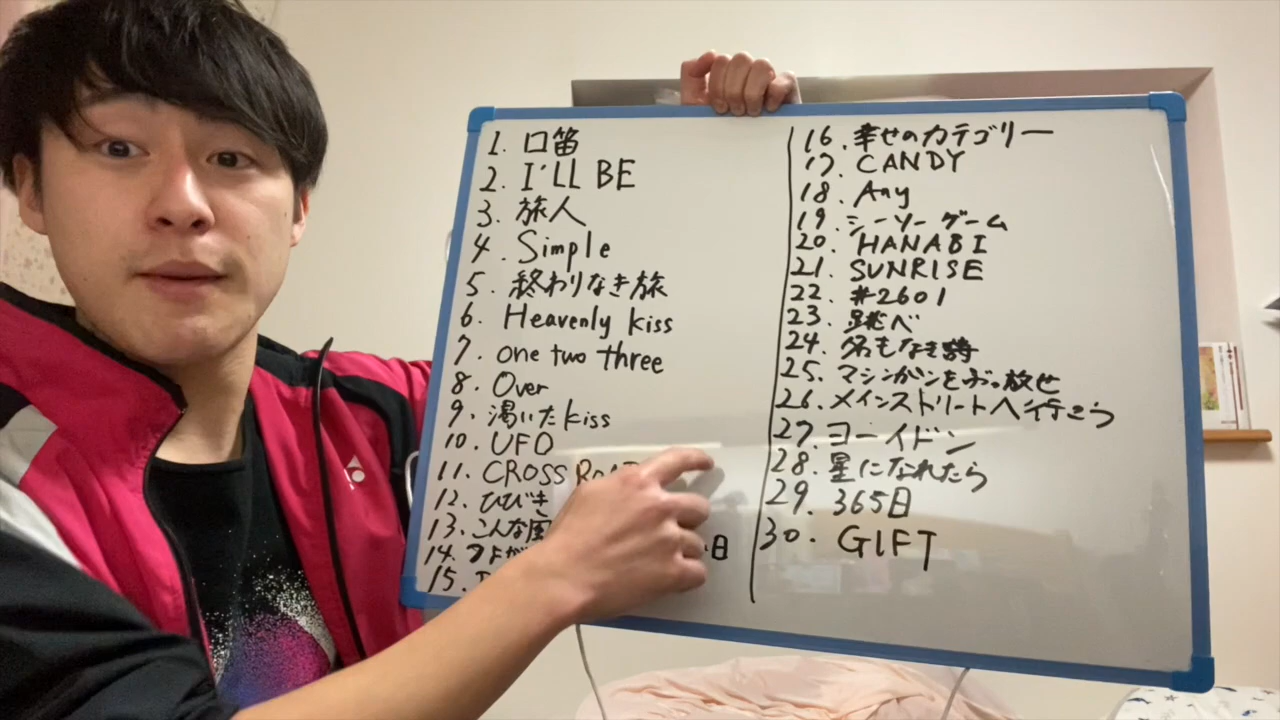 1. 口笛
2. I'LL BE
3. 旅人
4. Simple
5. 終わりなき旅
6. Heavenly kiss
7. one two three
8. Over
9. 渇いたkiss
10. UFO
11. CROSS ROAD
12. ひびき
13. こんな風
14.
15.
16. 幸せのカテゴリー
17. CANDY
18. Any
19. シーソーゲーム
20. HANABI
21. SUNRISE
22. #2601
23. 跳べ
24. 名もなき詩
25. マシンガンをぶっ放せ
26. メインストリートへ行こう
27. ヨーイドン
28. 星になれたら
29. 365日
30. GIFT